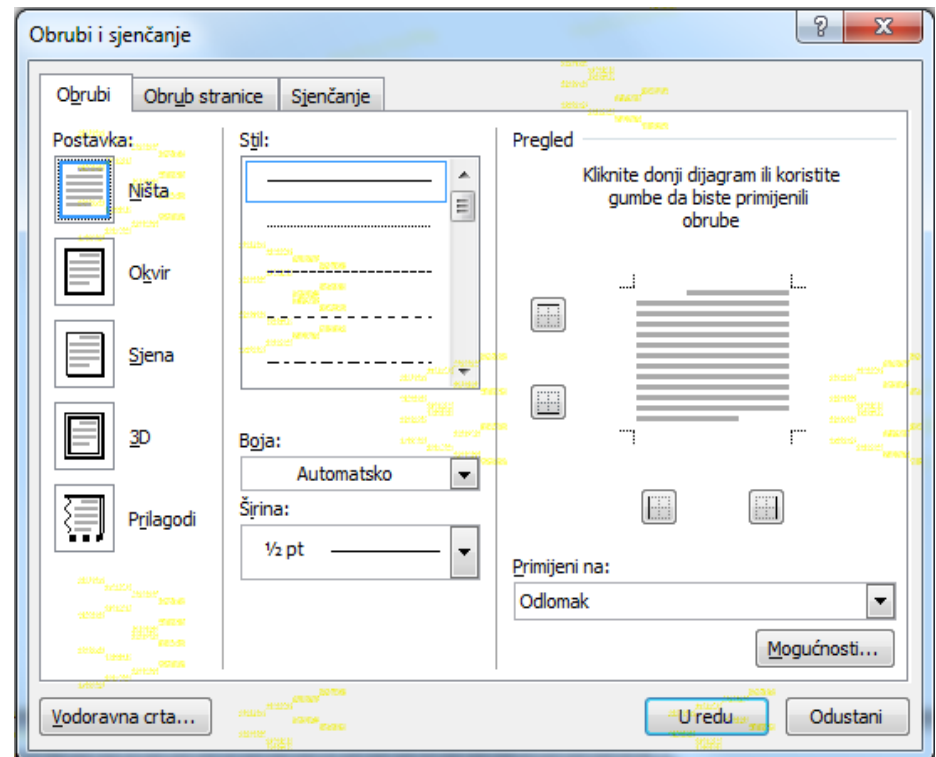 Obrubi i sjenčanje
Obrubi
Obrub stranice
Sjenčanje
Postavka:
Ništa
Okvir
Sjena
3D
Prilagodi
Stil:
Boja:
Automatsko
Širina:
½ pt
Pregled
Kliknite donji dijagram ili koristite
gumbe da biste primijenili
obrube
Primijeni na:
Odlomak
Mogućnosti...
Vodoravna crta...
U redu
Odustani